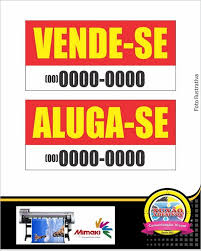 VENDE-SE
(00)0000-0000
ALUGA-SE
(00)0000-0000
Foto Ilustrativa
Mimaki